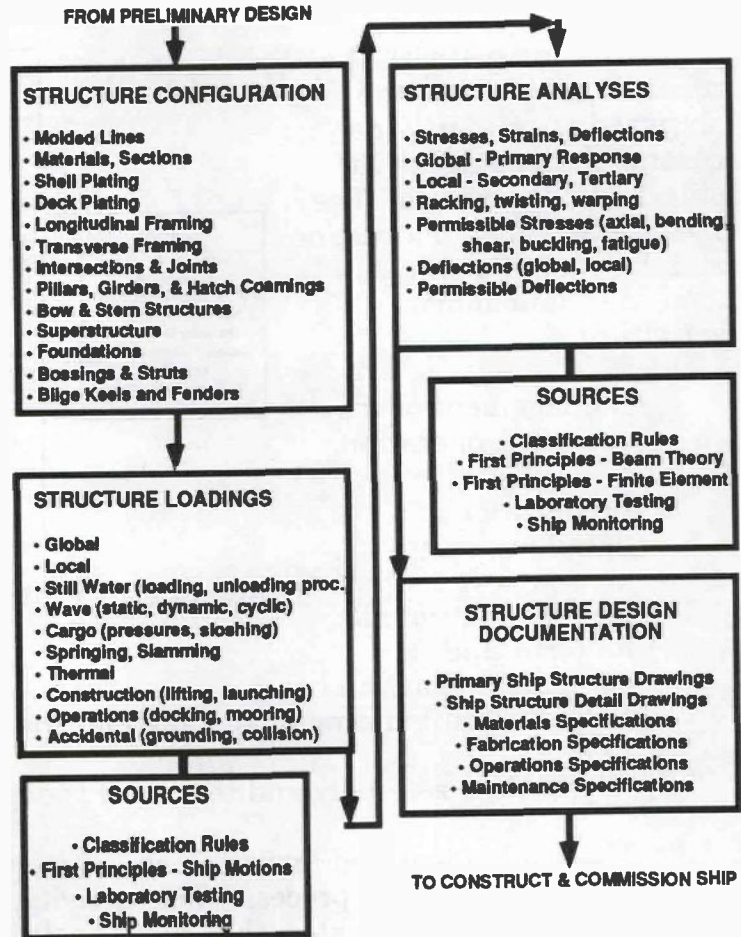 FROM PRELIMINARY DESIGN
STRUCTURE CONFIGURATION
• Molded Lines
• Materials, Sections
• Shell Plating
• Deck Plating
• Longitudinal Framing
• Transverse Framing
• Intersections & Joints
• Pillars, Girders, & Hatch Coamings
• Bow & Stern Structures
• Superstructure
• Foundations
• Bossings & Struts
• Bilge Keels and Fenders
STRUCTURE LOADINGS
• Global
• Local
• Still Water (loading, unloading proc.
• Wave (static, dynamic, cyclic)
• Cargo (pressures, sloshing)
• Springing, Slamming
• Thermal
• Construction (lifting, launching)
• Operations (docking, mooring)
• Accidental (grounding, collision)
SOURCES
• Classification Rules
• First Principles - Ship Motions
• Laboratory Testing
• Ship Monitoring
STRUCTURE ANALYSES
• Stresses, Strains, Deflections
• Global - Primary Response
• Local - Secondary, Tertiary
• Racking, twisting, warping
• Permissible Stresses (axial, bending
shear, buckling, fatigue)
• Deflections (global, local)
• Permissible Deflections
SOURCES
• Classification Rules
• First Principles - Beam Theory
• First Principles - Finite Element
• Laboratory Testing
• Ship Monitoring
STRUCTURE DESIGN
DOCUMENTATION
• Primary Ship Structure Drawings
• Ship Structure Detail Drawings
• Materials Specifications
• Fabrication Specifications
• Operations Specifications
• Maintenance Specifications
TO CONSTRUCT & COMMISSION SHIP